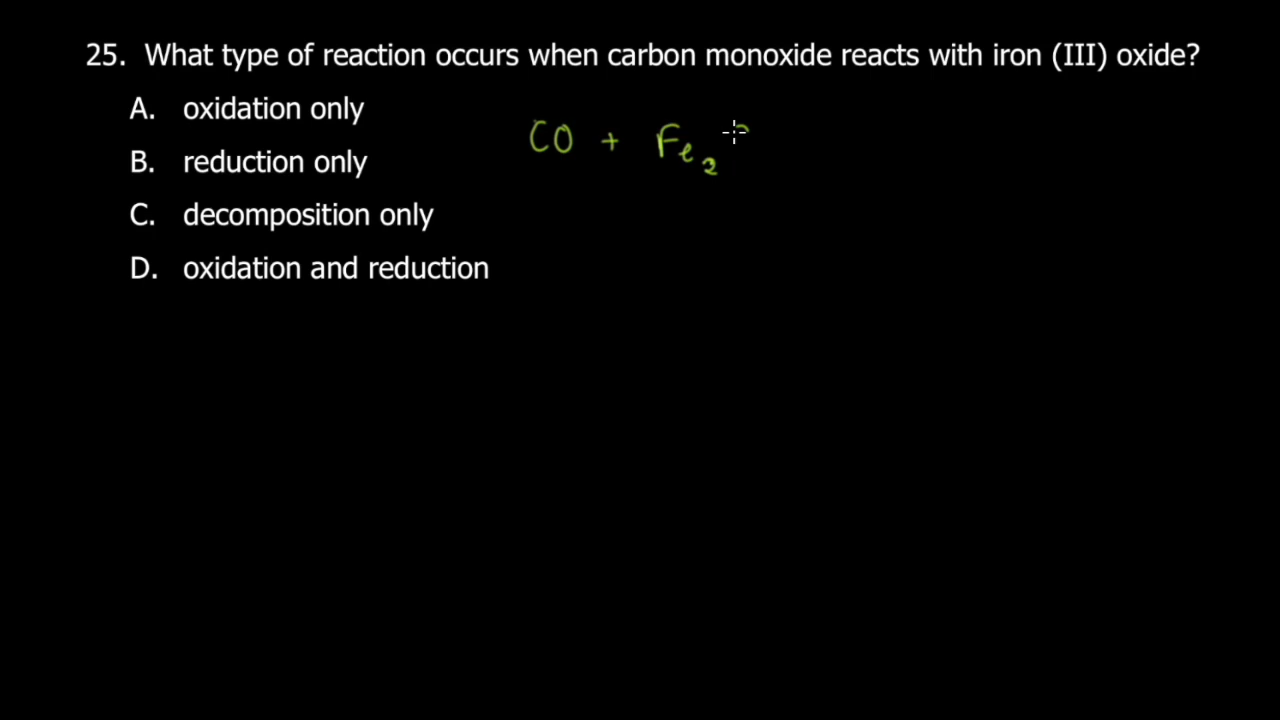 25. What type of reaction occurs when carbon monoxide reacts with iron (III) oxide?
A. oxidation only
CO + Fe₂
B. reduction only
C. decomposition only
D. oxidation and reduction